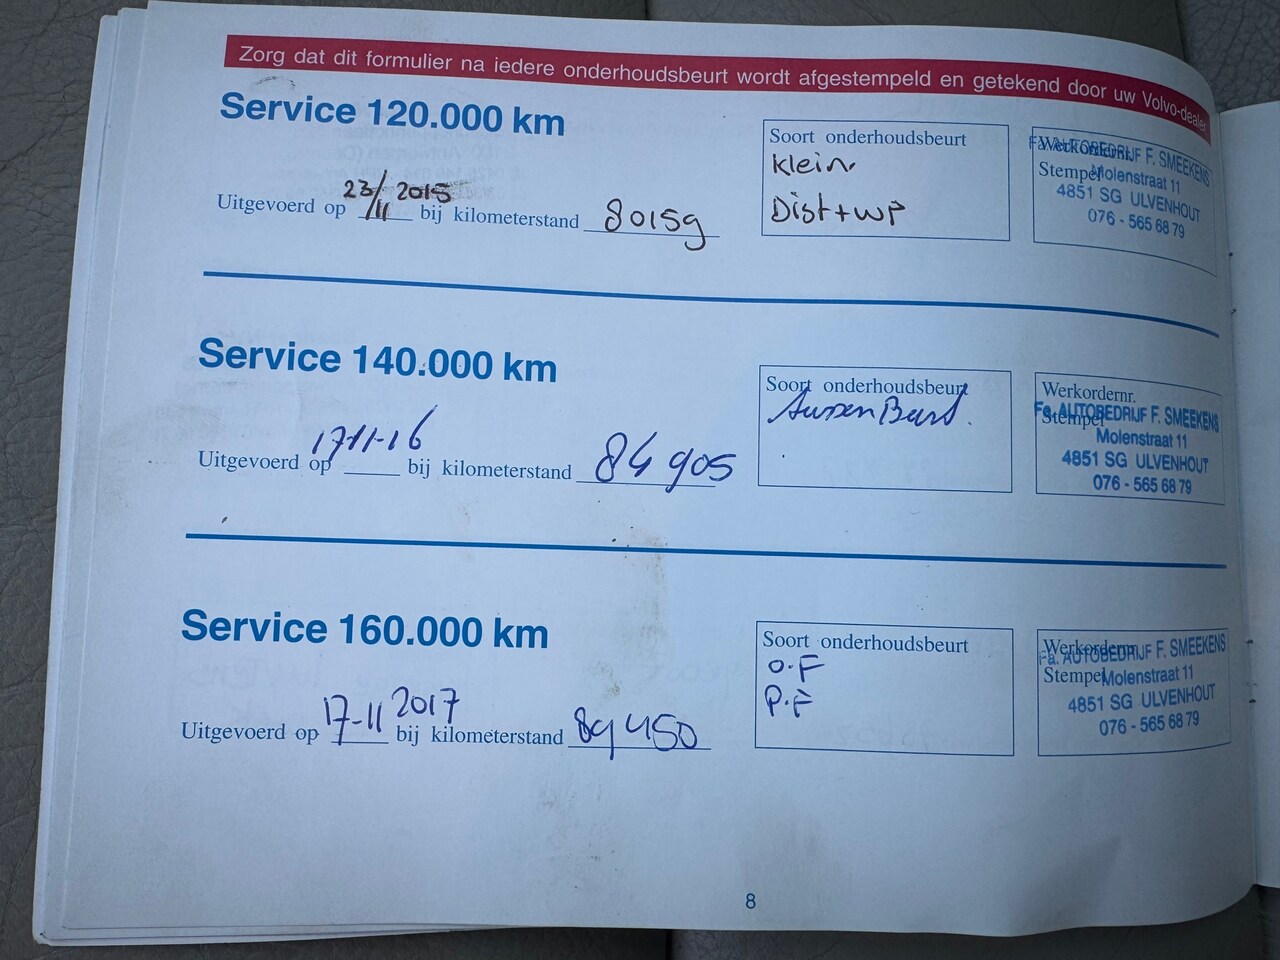 Zorg dat dit formulier na iedere onderhoudsbeurt wordt afgestempeld en getekend door uw Volvo-dealer
Service 120.000 km
Uitgevoerd op 23/11 2015 bij kilometerstand 80159
Soort onderhoudsbeurt
Klein
Dist+WP
Werkordernr.
Stempel
Fa. AUTOBEDRIJF F. SMEEKENS
Molenstraat 11
4851 SG ULVENHOUT
076 - 565 68 79
Service 140.000 km
Uitgevoerd op 17-11-16 bij kilometerstand 84905
Soort onderhoudsbeurt
Tussen Beurt.
Werkordernr.
Stempel
Fa. AUTOBEDRIJF F. SMEEKENS
Molenstraat 11
4851 SG ULVENHOUT
076 - 565 68 79
Service 160.000 km
Uitgevoerd op 17-11 2017 bij kilometerstand 89450
Soort onderhoudsbeurt
O.F
P.F
Werkordernr.
Stempel
Fa. AUTOBEDRIJF F. SMEEKENS
Molenstraat 11
4851 SG ULVENHOUT
076 - 565 68 79
8